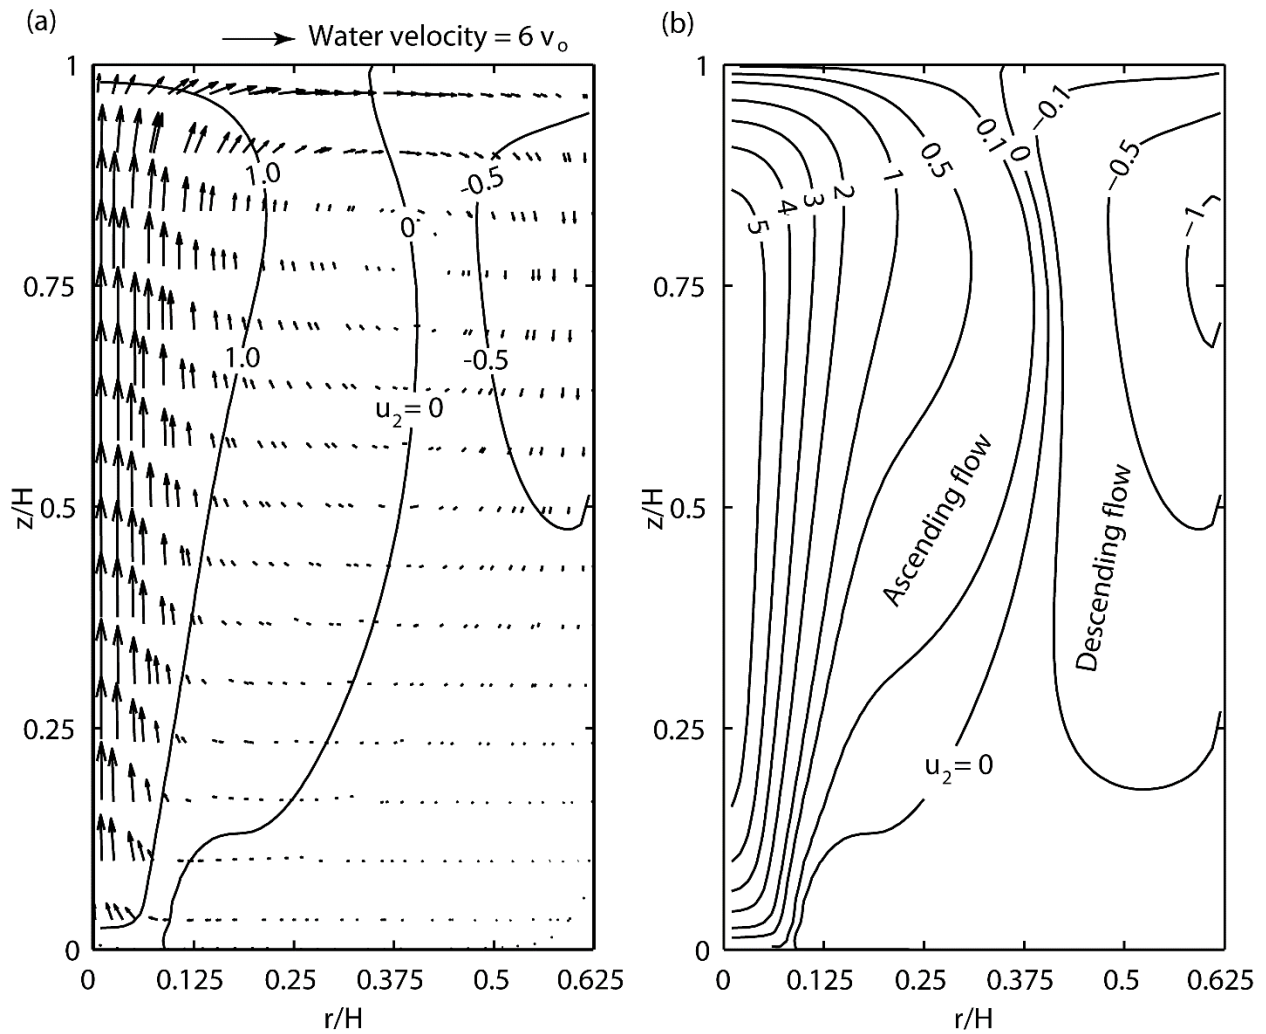 (a)
Water velocity = 6 vo
(b)
1
0.75
0.5
0.25
0
z/H
1.0
1.0
0
u2= 0
-0.5
-0.5
0 0.125 0.25 0.375 0.5 0.625
r/H
1
0.75
0.5
0.25
0
z/H
5
4
3
2
1
0.5
0.1
0
−0.1
−0.5
−1
Ascending flow
Descending flow
u2= 0
0 0.125 0.25 0.375 0.5 0.625
r/H